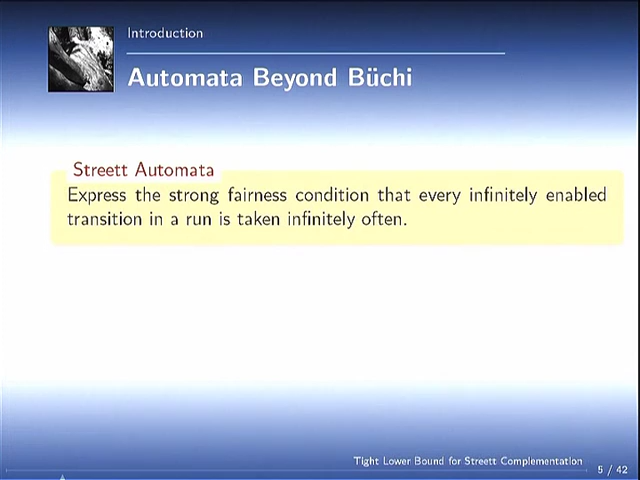 Introduction
Automata Beyond Büchi
Streett Automata
Express the strong fairness condition that every infinitely enabled
transition in a run is taken infinitely often.
Tight Lower Bound for Streett Complementation
5 / 42